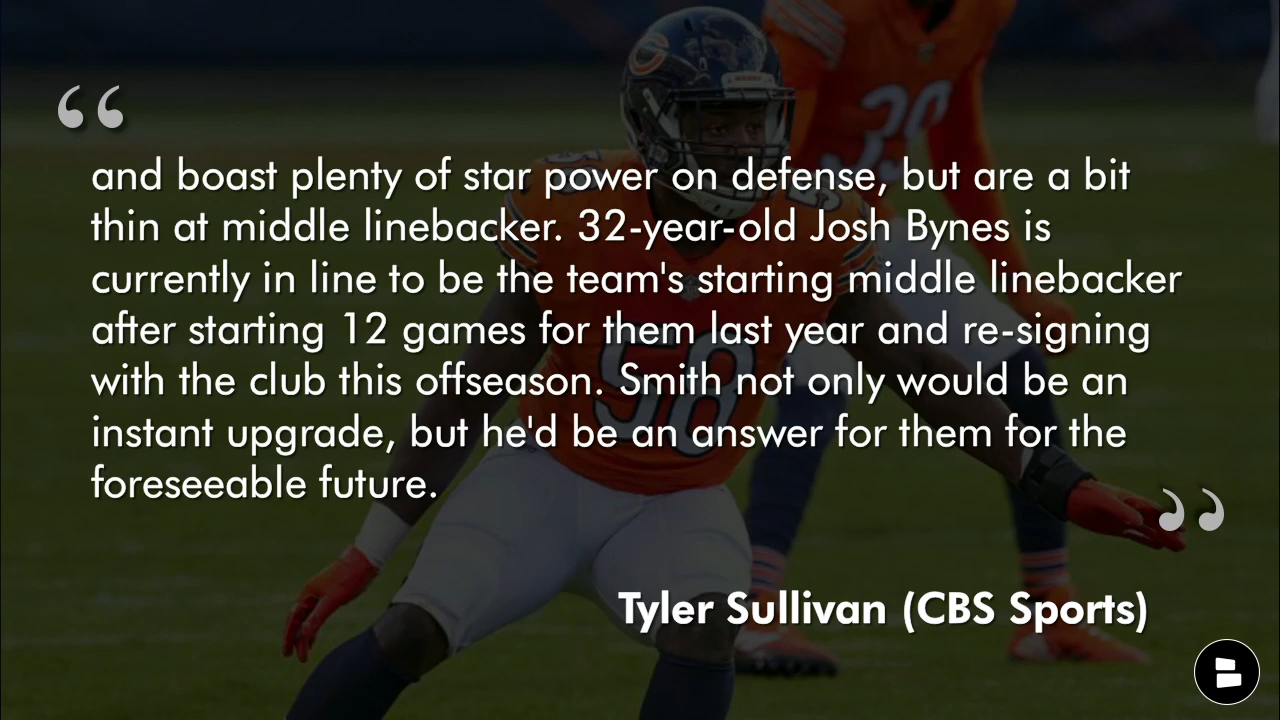 “
and boast plenty of star power on defense, but are a bit
thin at middle linebacker. 32-year-old Josh Bynes is
currently in line to be the team's starting middle linebacker
after starting 12 games for them last year and re-signing
with the club this offseason. Smith not only would be an
instant upgrade, but he'd be an answer for them for the
foreseeable future.
”
Tyler Sullivan (CBS Sports)
58
39